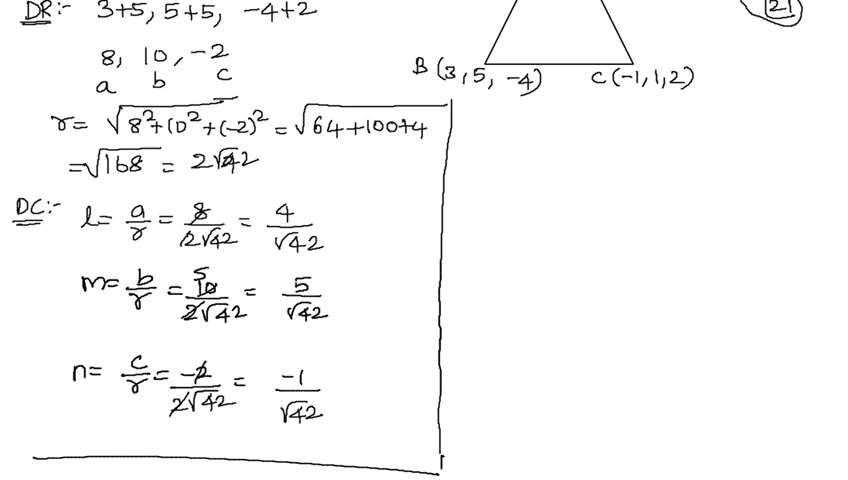 DR:- 3+5, 5+5, -4+2
8, 10, -2
a b c
r = √8²+10²+(-2)² = √64+100+4
= √168 = 2√42
DC:- l = a/r = 8/2√42 = 4/√42
m = b/r = 5 10/2√42 = 5/√42
n = c/r = -2/2√42 = -1/√42
21
B (3, 5, -4) C (-1, 1, 2)